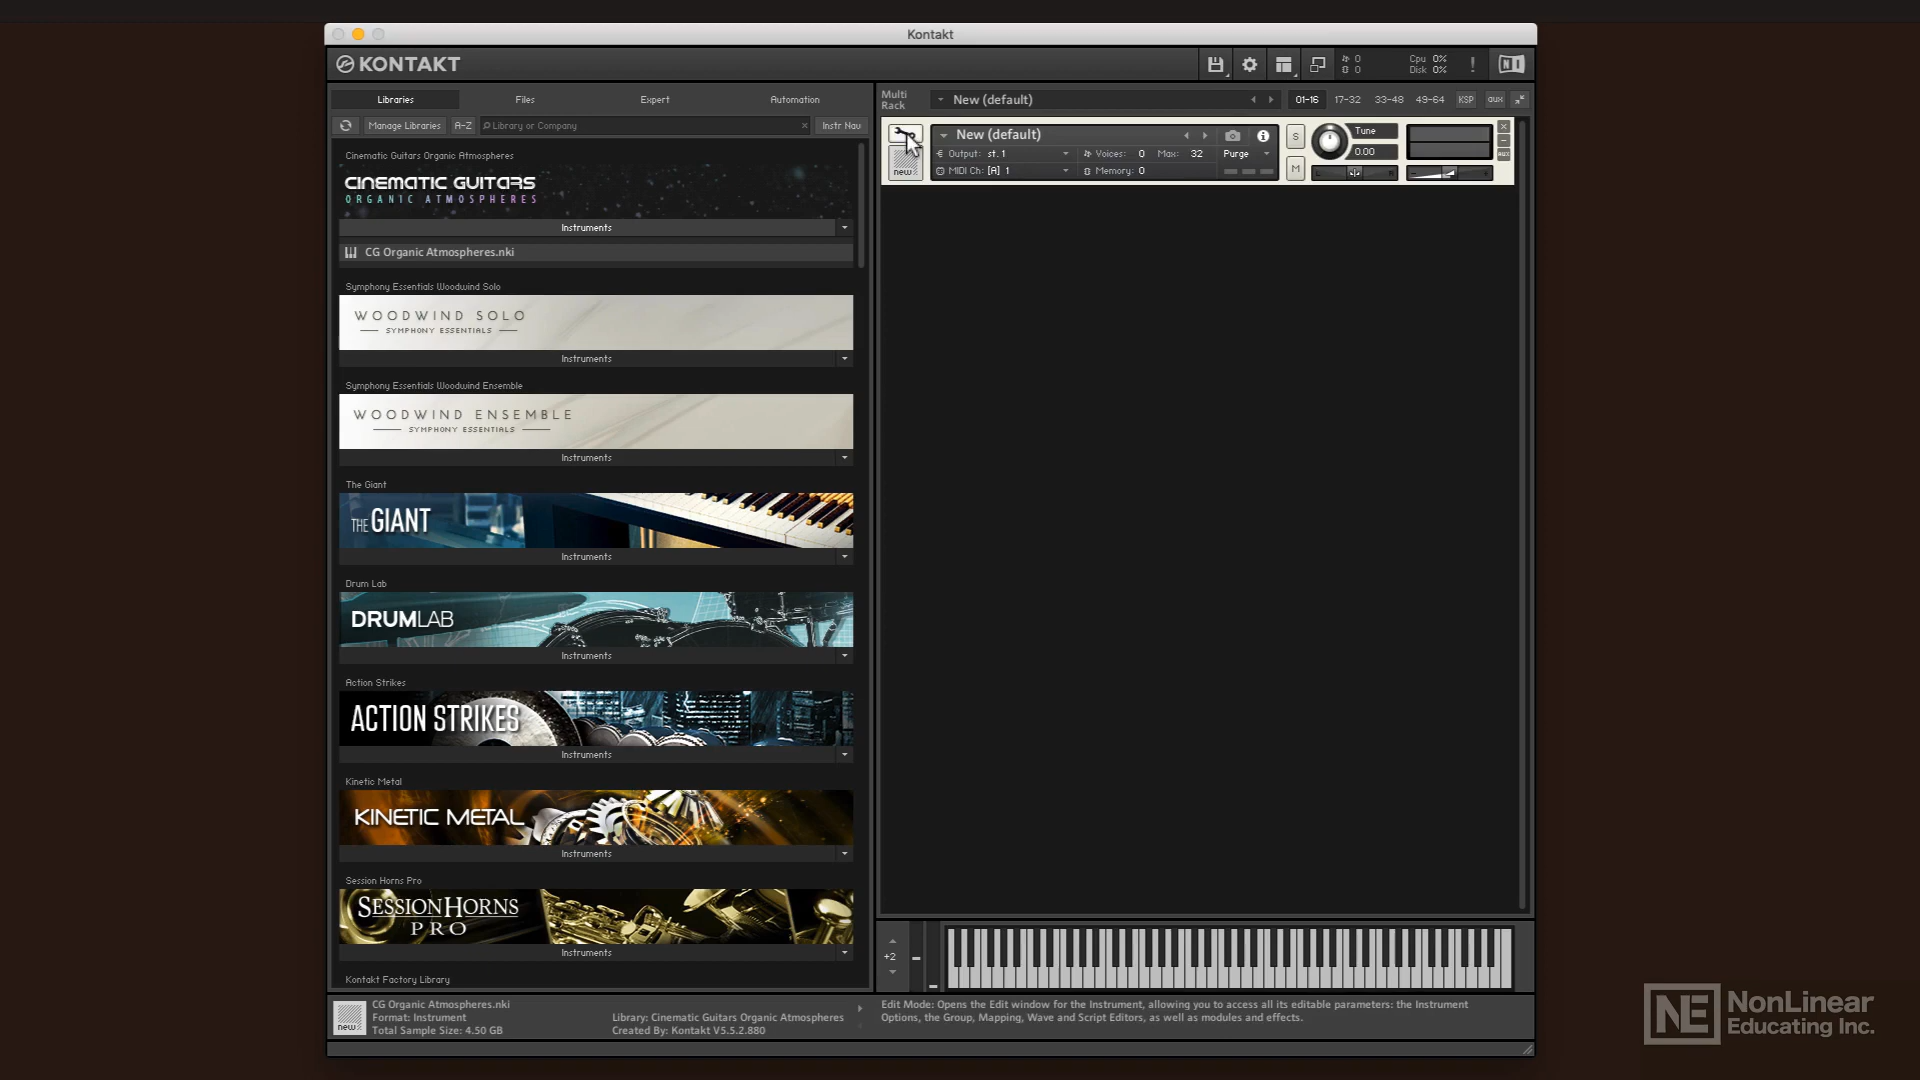 Kontakt
KONTAKT
0
0
Cpu 0%
Disk 0%
!
NI
Libraries
Files
Expert
Automation
Manage Libraries
A-Z
Library or Company
Instr Nav
Cinematic Guitars Organic Atmospheres
CINEMATIC GUITARS
ORGANIC ATMOSPHERES
Instruments
CG Organic Atmospheres.nki
Symphony Essentials Woodwind Solo
WOODWIND SOLO
SYMPHONY ESSENTIALS
Instruments
Symphony Essentials Woodwind Ensemble
WOODWIND ENSEMBLE
SYMPHONY ESSENTIALS
Instruments
The Giant
THE GIANT
Instruments
Drum Lab
DRUMLAB
Instruments
Action Strikes
ACTION STRIKES
Instruments
Kinetic Metal
KINETIC METAL
Instruments
Session Horns Pro
SESSION HORNS
PRO
Instruments
Kontakt Factory Library
Multi
Rack
New (default)
01-16
17-32
33-48
49-64
KSP
aux
New (default)
Output: st. 1
Voices: 0
Max: 32
Purge
MIDI Ch: [A] 1
Memory: 0
new
S
M
Tune
0.00
L
R
aux
+2
new
CG Organic Atmospheres.nki
Format: Instrument
Total Sample Size: 4.50 GB
Library: Cinematic Guitars Organic Atmospheres
Created By: Kontakt V5.5.2.880
Edit Mode: Opens the Edit window for the Instrument, allowing you to access all its editable parameters: the Instrument
Options, the Group, Mapping, Wave and Script Editors, as well as modules and effects.
NE
NonLinear
Educating Inc.